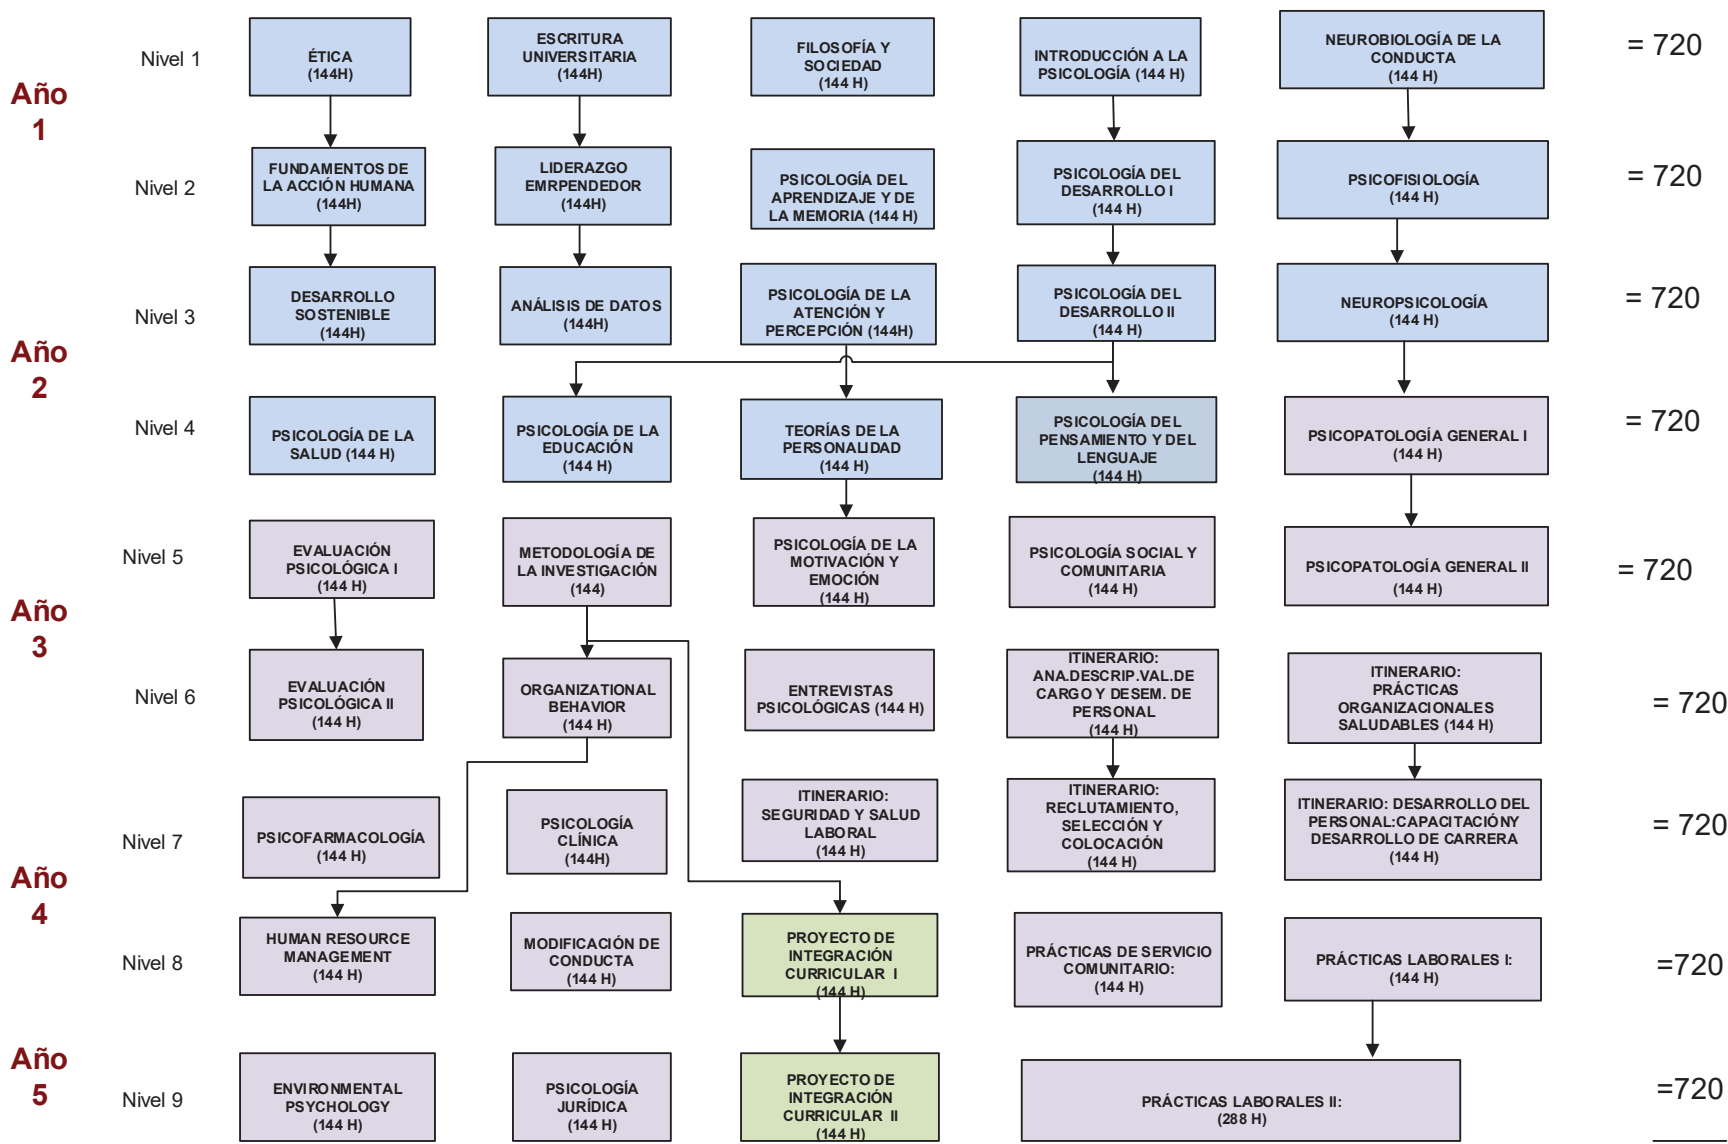 Año
1
Nivel 1
ÉTICA
(144H)
ESCRITURA
UNIVERSITARIA
(144H)
FILOSOFÍA Y
SOCIEDAD
(144 H)
INTRODUCCIÓN A LA
PSICOLOGÍA (144 H)
NEUROBIOLOGÍA DE LA
CONDUCTA
(144 H)
= 720
Nivel 2
FUNDAMENTOS DE
LA ACCIÓN HUMANA
(144H)
LIDERAZGO
EMRPENDEDOR
(144H)
PSICOLOGÍA DEL
APRENDIZAJE Y DE
LA MEMORIA (144 H)
PSICOLOGÍA DEL
DESARROLLO I
(144 H)
PSICOFISIOLOGÍA
(144 H)
= 720
Año
2
Nivel 3
DESARROLLO
SOSTENIBLE
(144H)
ANÁLISIS DE DATOS
(144H)
PSICOLOGÍA DE LA
ATENCIÓN Y
PERCEPCIÓN (144H)
PSICOLOGÍA DEL
DESARROLLO II
(144 H)
NEUROPSICOLOGÍA
(144 H)
= 720
Nivel 4
PSICOLOGÍA DE LA
SALUD (144 H)
PSICOLOGÍA DE LA
EDUCACIÓN
(144 H)
TEORÍAS DE LA
PERSONALIDAD
(144 H)
PSICOLOGÍA DEL
PENSAMIENTO Y DEL
LENGUAJE
(144 H)
PSICOPATOLOGÍA GENERAL I
(144 H)
= 720
Año
3
Nivel 5
EVALUACIÓN
PSICOLÓGICA I
(144 H)
METODOLOGÍA DE
LA INVESTIGACIÓN
(144)
PSICOLOGÍA DE LA
MOTIVACIÓN Y
EMOCIÓN
(144 H)
PSICOLOGÍA SOCIAL Y
COMUNITARIA
(144 H)
PSICOPATOLOGÍA GENERAL II
(144 H)
= 720
Nivel 6
EVALUACIÓN
PSICOLÓGICA II
(144 H)
ORGANIZATIONAL
BEHAVIOR
(144 H)
ENTREVISTAS
PSICOLÓGICAS (144 H)
ITINERARIO:
ANA.DESCRIP.VAL.DE
CARGO Y DESEM. DE
PERSONAL
(144 H)
ITINERARIO:
PRÁCTICAS
ORGANIZACIONALES
SALUDABLES (144 H)
= 720
Año
4
Nivel 7
PSICOFARMACOLOGÍA
(144 H)
PSICOLOGÍA
CLÍNICA
(144H)
ITINERARIO:
SEGURIDAD Y SALUD
LABORAL
(144 H)
ITINERARIO:
RECLUTAMIENTO,
SELECCIÓN Y
COLOCACIÓN
(144 H)
ITINERARIO: DESARROLLO DEL
PERSONAL:CAPACITACIÓNY
DESARROLLO DE CARRERA
(144 H)
= 720
Nivel 8
HUMAN RESOURCE
MANAGEMENT
(144 H)
MODIFICACIÓN DE
CONDUCTA
(144 H)
PROYECTO DE
INTEGRACIÓN
CURRICULAR I
(144 H)
PRÁCTICAS DE SERVICIO
COMUNITARIO:
(144 H)
PRÁCTICAS LABORALES I:
(144 H)
=720
Año
5
Nivel 9
ENVIRONMENTAL
PSYCHOLOGY
(144 H)
PSICOLOGÍA
JURÍDICA
(144 H)
PROYECTO DE
INTEGRACIÓN
CURRICULAR II
(144 H)
PRÁCTICAS LABORALES II:
(288 H)
=720